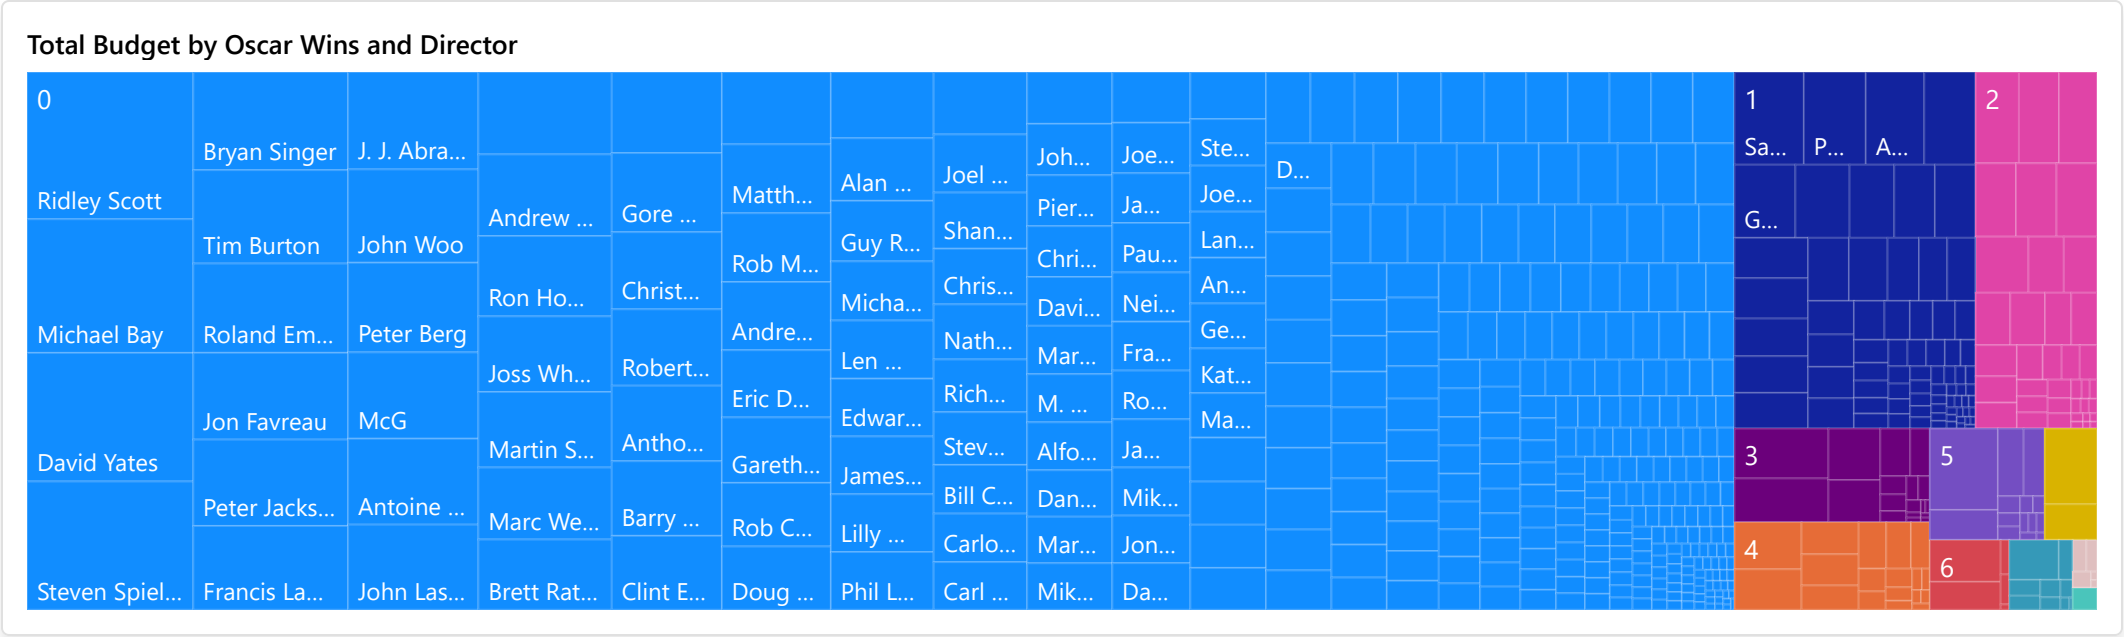 Total Budget by Oscar Wins and Director
0
Ridley Scott
Michael Bay
David Yates
Steven Spiel...
Bryan Singer
Tim Burton
Roland Em...
Jon Favreau
Peter Jacks...
Francis La...
J. J. Abra...
John Woo
Peter Berg
McG
Antoine ...
John Las...
Andrew ...
Ron Ho...
Joss Wh...
Martin S...
Marc We...
Brett Rat...
Gore ...
Christ...
Robert...
Antho...
Barry ...
Clint E...
Matth...
Rob M...
Andre...
Eric D...
Gareth...
Rob C...
Doug ...
Alan ...
Guy R...
Micha...
Len ...
Edwar...
James...
Lilly ...
Phil L...
Joel ...
Shan...
Chris...
Nath...
Rich...
Stev...
Bill C...
Carlo...
Carl ...
Joh...
Pier...
Chri...
Davi...
Mar...
M. ...
Alfo...
Dan...
Mar...
Mik...
Joe...
Ja...
Pau...
Nei...
Fra...
Ro...
Ja...
Mik...
Jon...
Da...
Ste...
Joe...
Lan...
An...
Ge...
Kat...
Ma...
D...
1
Sa...
P...
A...
G...
2
3
4
5
6